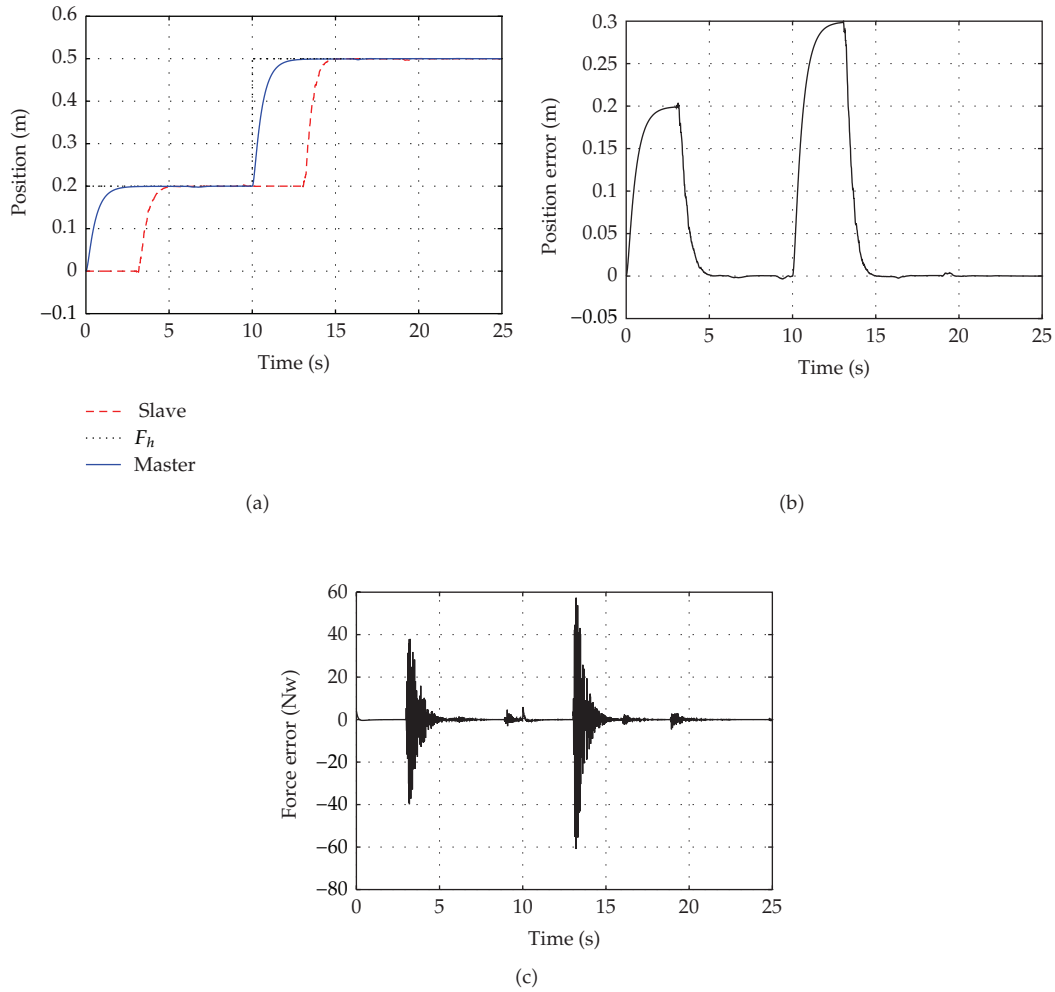 0.6
0.5
0.4
0.3
0.2
0.1
0
−0.1
Position (m)
0 5 10 15 20 25
Time (s)
Slave
F_h
Master
(a)
0.3
0.25
0.2
0.15
0.1
0.05
0
−0.05
Position error (m)
0 5 10 15 20 25
Time (s)
(b)
60
40
20
0
−20
−40
−60
−80
Force error (Nw)
0 5 10 15 20 25
Time (s)
(c)